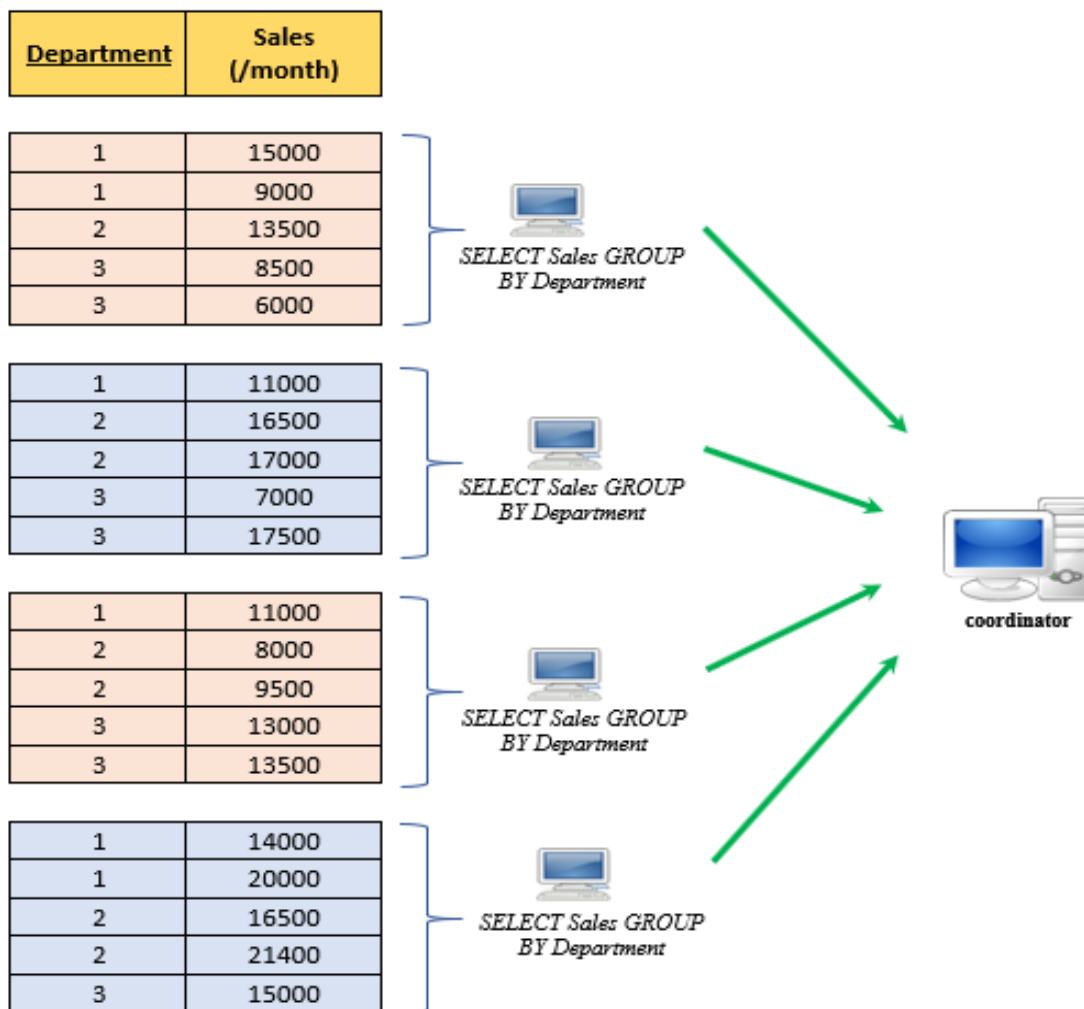 Department Sales
(/month)
1 15000
1 9000
2 13500
3 8500
3 6000
SELECT Sales GROUP
BY Department
1 11000
2 16500
2 17000
3 7000
3 17500
SELECT Sales GROUP
BY Department
1 11000
2 8000
2 9500
3 13000
3 13500
SELECT Sales GROUP
BY Department
1 14000
1 20000
2 16500
2 21400
3 15000
SELECT Sales GROUP
BY Department
coordinator